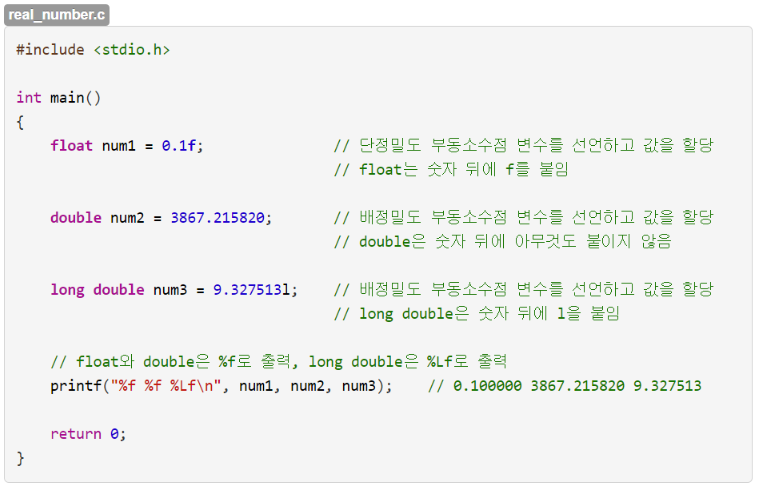 real_number.c
#include <stdio.h>
int main()
{
float num1 = 0.1f; // 단정밀도 부동소수점 변수를 선언하고 값을 할당
// float는 숫자 뒤에 f를 붙임
double num2 = 3867.215820; // 배정밀도 부동소수점 변수를 선언하고 값을 할당
// double은 숫자 뒤에 아무것도 붙이지 않음
long double num3 = 9.327513l; // 배정밀도 부동소수점 변수를 선언하고 값을 할당
// long double은 숫자 뒤에 l을 붙임
// float와 double은 %f로 출력, long double은 %Lf로 출력
printf("%f %f %Lf\n", num1, num2, num3); // 0.100000 3867.215820 9.327513
return 0;
}